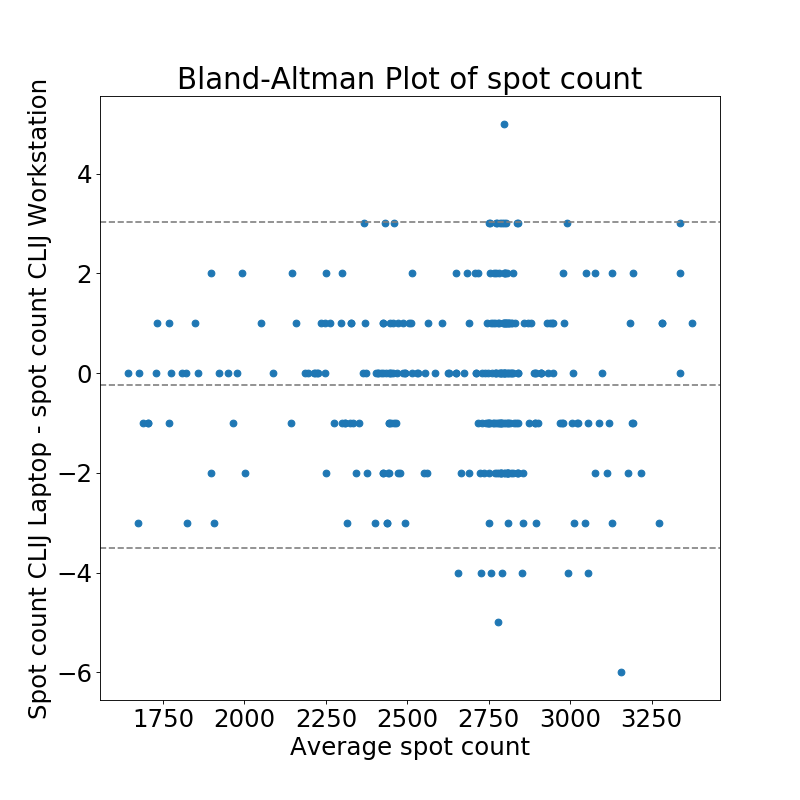 Bland-Altman Plot of spot count
Spot count CLIJ Laptop - spot count CLIJ Workstation
4
2
0
−2
−4
−6
1750 2000 2250 2500 2750 3000 3250
Average spot count